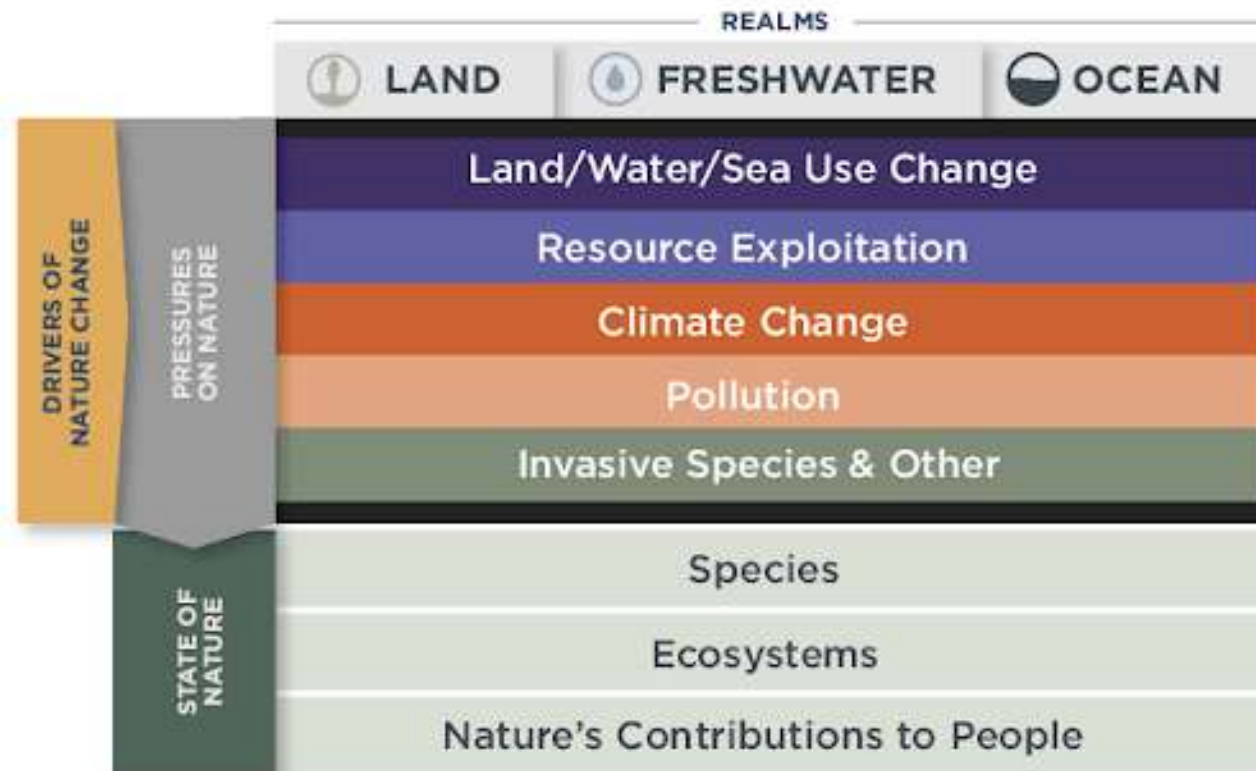 REALMS
LAND
FRESHWATER
OCEAN
DRIVERS OF
NATURE CHANGE
PRESSURES
ON NATURE
Land/Water/Sea Use Change
Resource Exploitation
Climate Change
Pollution
Invasive Species & Other
STATE OF
NATURE
Species
Ecosystems
Nature’s Contributions to People